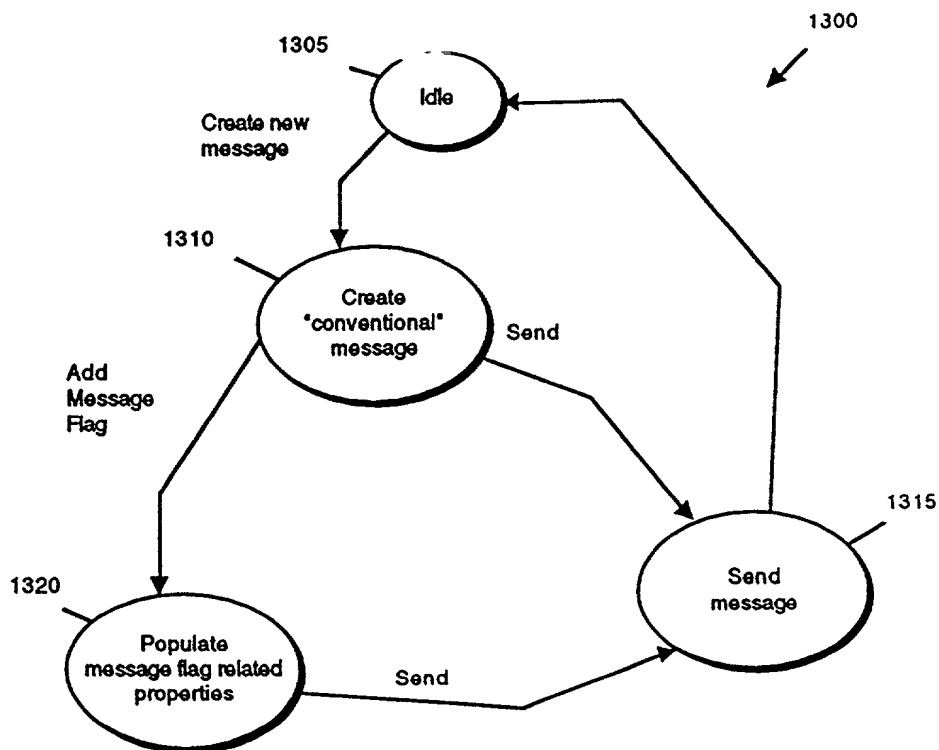 1300
1305
Idle
Create new
message
1310
Create
"conventional"
message
Send
Add
Message
Flag
1315
Send
message
1320
Populate
message flag related
properties
Send